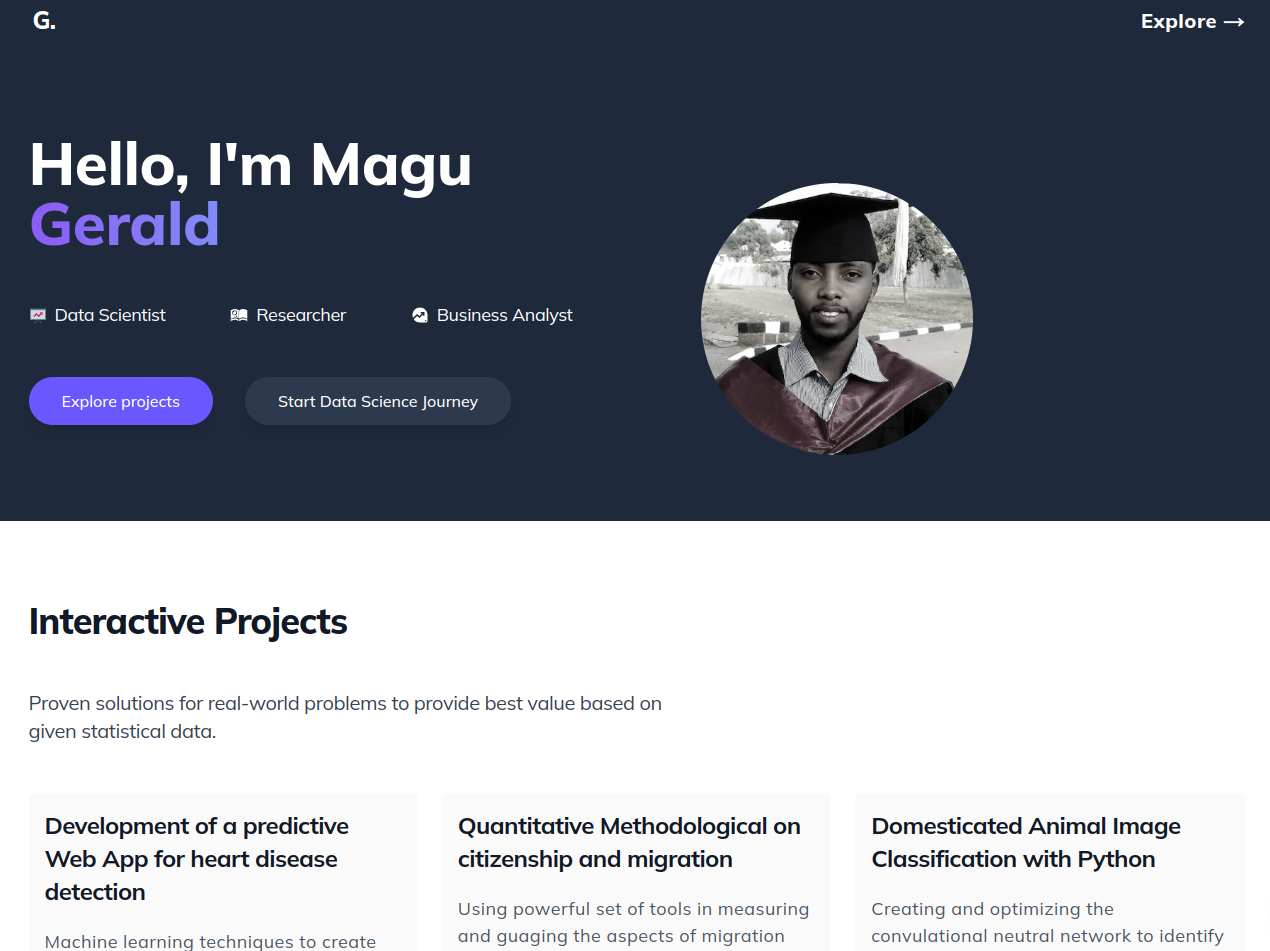 G.
Explore →
Hello, I'm Magu
Gerald
Data Scientist
Researcher
Business Analyst
Explore projects
Start Data Science Journey
Interactive Projects
Proven solutions for real-world problems to provide best value based on
given statistical data.
Development of a predictive
Web App for heart disease
detection
Machine learning techniques to create
Quantitative Methodological on
citizenship and migration
Using powerful set of tools in measuring
and guaging the aspects of migration
Domesticated Animal Image
Classification with Python
Creating and optimizing the
convulational neutral network to identify